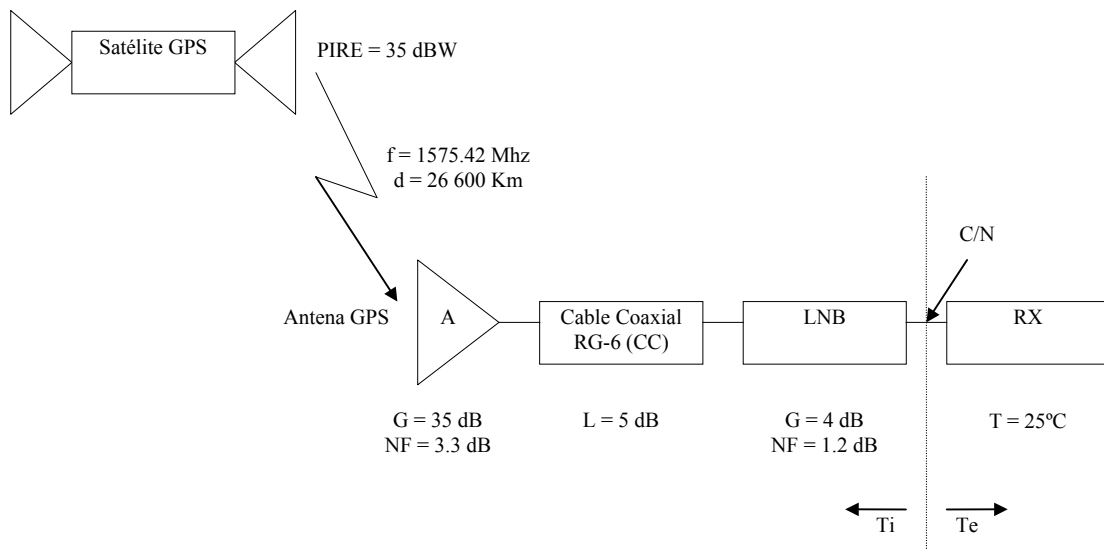 Satélite GPS
PIRE = 35 dBW
f = 1575.42 Mhz
d = 26 600 Km
C/N
Antena GPS
A
Cable Coaxial
RG-6 (CC)
LNB
RX
G = 35 dB
NF = 3.3 dB
L = 5 dB
G = 4 dB
NF = 1.2 dB
T = 25ºC
Ti
Te